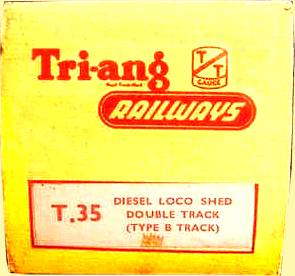 Tri-ang
TT
GAUGE
RAILWAYS
T.35
DIESEL LOCO SHED
DOUBLE TRACK
(TYPE B TRACK)